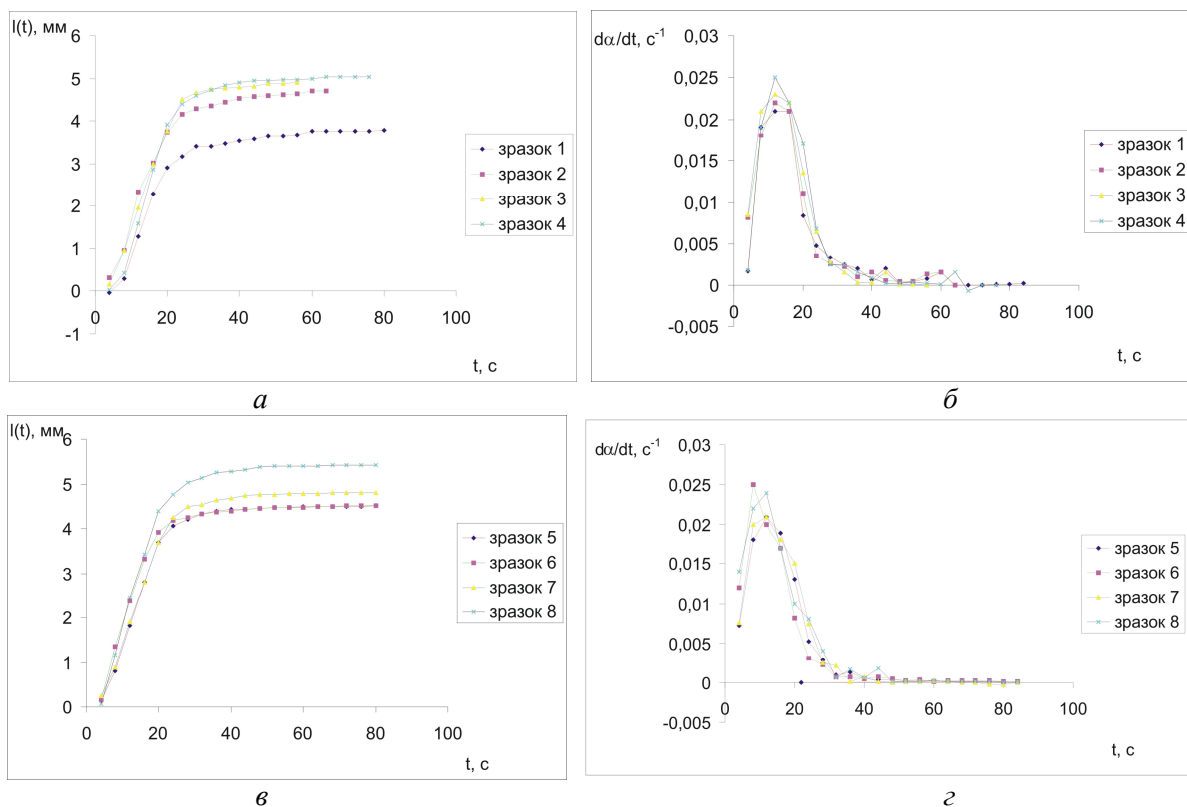 l(t), мм
6
5
4
3
2
1
0
-1
0 20 40 60 80 100
t, с
зразок 1
зразок 2
зразок 3
зразок 4
а
dα/dt, с-1
0,03
0,025
0,02
0,015
0,01
0,005
0
-0,005
0 20 40 60 80 100
t, с
зразок 1
зразок 2
зразок 3
зразок 4
б
l(t), мм
6
5
4
3
2
1
0
0 20 40 60 80 100
t, с
зразок 5
зразок 6
зразок 7
зразок 8
в
dα/dt, с-1
0,03
0,025
0,02
0,015
0,01
0,005
0
-0,005
0 20 40 60 80 100
t, с
зразок 5
зразок 6
зразок 7
зразок 8
г